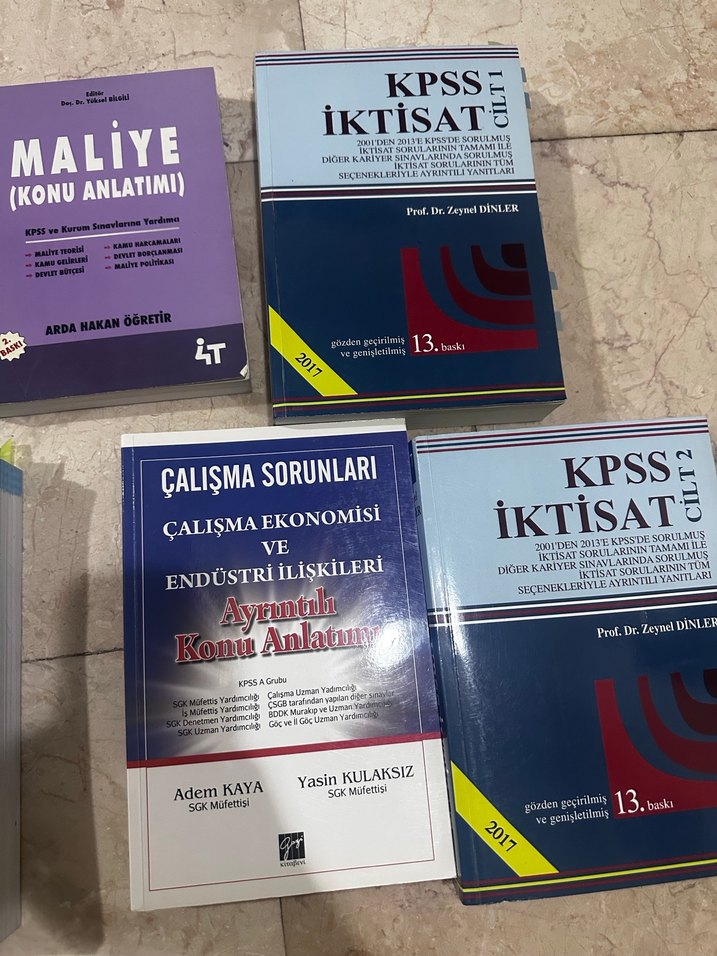 Editör
Doç. Dr. Yüksel BİLGİLİ
MALİYE
(KONU ANLATIMI)
KPSS ve Kurum Sınavlarına Yardımcı
MALİYE TEORİSİ
KAMU GELİRLERİ
DEVLET BÜTÇESİ
KAMU HARCAMALARI
DEVLET BORÇLANMASI
MALİYE POLİTİKASI
ARDA HAKAN ÖĞRETİR
2.
BASKI
4T
KPSS
İKTİSAT
CİLT 1
2001'DEN 2013'E KPSS'DE SORULMUŞ
İKTİSAT SORULARININ TAMAMI İLE
DİĞER KARİYER SINAVLARINDA SORULMUŞ
İKTİSAT SORULARININ TÜM
SEÇENEKLERİYLE AYRINTILI YANITLARI
Prof. Dr. Zeynel DİNLER
gözden geçirilmiş
ve genişletilmiş 13. baskı
2017
ÇALIŞMA SORUNLARI
ÇALIŞMA EKONOMİSİ
VE
ENDÜSTRİ İLİŞKİLERİ
Ayrıntılı
Konu Anlatımı
KPSS A Grubu
SGK Müfettiş Yardımcılığı
İş Müfettiş Yardımcılığı
SGK Denetmen Yardımcılığı
SGK Uzman Yardımcılığı
Çalışma Uzman Yadımcılığı
ÇSGB tarafından yapılan diğer sınavlar
BDDK Murakıp ve Uzman Yardımcılığı
Göç ve İl Göç Uzman Yardımcılığı
Adem KAYA
SGK Müfettişi
Yasin KULAKSIZ
SGK Müfettişi
gazi
kitabevi
KPSS
İKTİSAT
CİLT 2
2001'DEN 2013'E KPSS'DE SORULMUŞ
İKTİSAT SORULARININ TAMAMI İLE
DİĞER KARİYER SINAVLARINDA SORULMUŞ
İKTİSAT SORULARININ TÜM
SEÇENEKLERİYLE AYRINTILI YANITLARI
Prof. Dr. Zeynel DİNLER
gözden geçirilmiş
ve genişletilmiş 13. baskı
2017